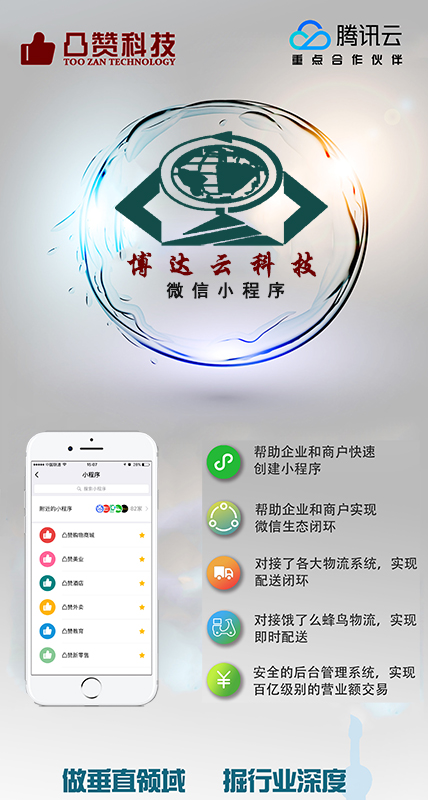 凸赞科技
TOO ZAN TECHNOLOGY
腾讯云
重点合作伙伴
博达云科技
微信小程序
中国联通
15:07
28%
小程序
搜索小程序
附近的小程序
62家
凸赞购物商城
凸赞美业
凸赞酒店
凸赞外卖
凸赞教育
凸赞新零售
帮助企业和商户快速
创建小程序
帮助企业和商户实现
微信生态闭环
对接了各大物流系统，实现
配送闭环
对接饿了么蜂鸟物流，实现
即时配送
安全的后台管理系统，实现
百亿级别的营业额交易
做垂直领域 掘行业深度